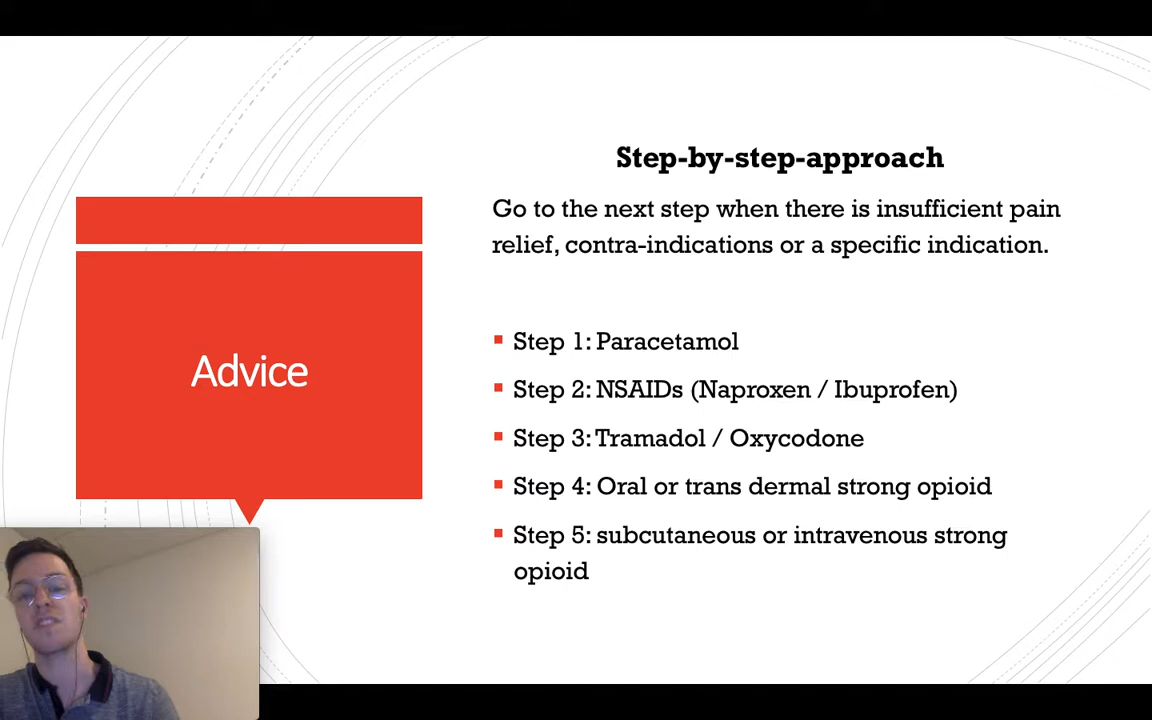 Step-by-step-approach
Go to the next step when there is insufficient pain
relief, contra-indications or a specific indication.
Advice
Step 1: Paracetamol
Step 2: NSAIDs (Naproxen / Ibuprofen)
Step 3: Tramadol / Oxycodone
Step 4: Oral or trans dermal strong opioid
Step 5: subcutaneous or intravenous strong
opioid